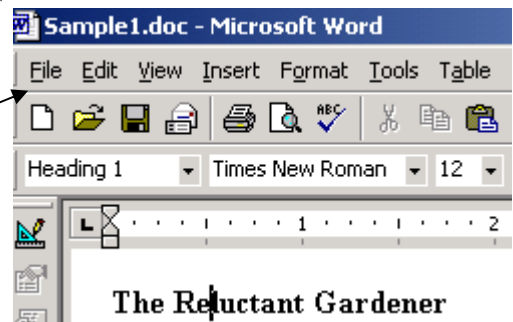 Sample1.doc - Microsoft Word
File Edit View Insert Format Tools Table
ABC
Heading 1 Times New Roman 12
1 2
The Reluctant Gardener